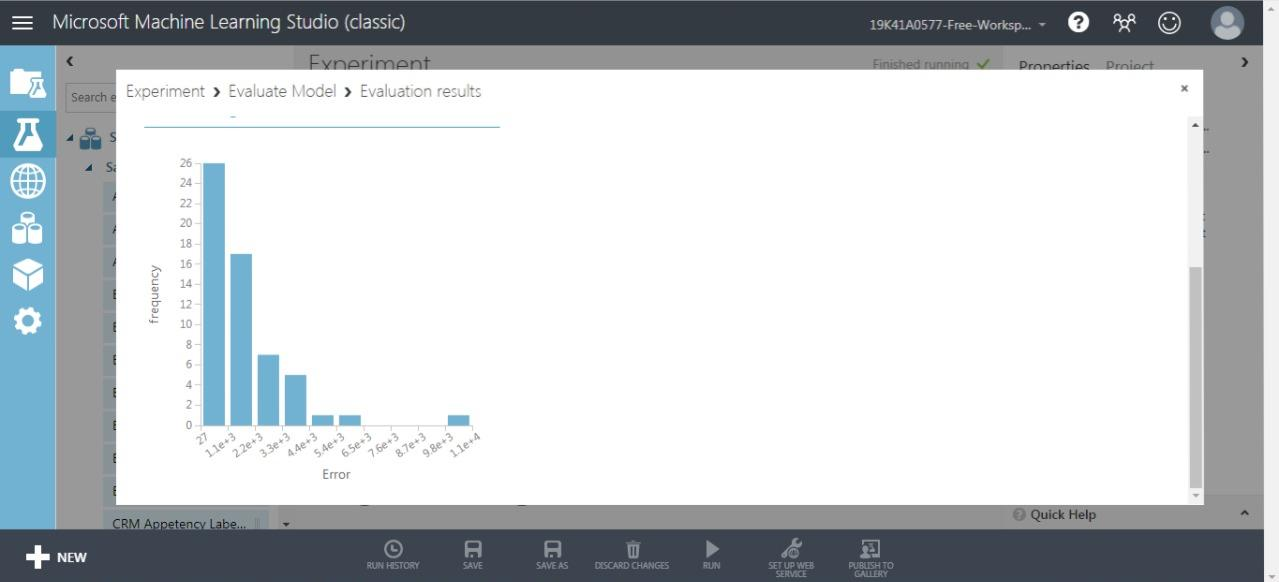 Microsoft Machine Learning Studio (classic)
19K41A0577-Free-Worksp...
Experiment
Finished running
Properties Project
Search e
Experiment > Evaluate Model > Evaluation results
26
24
22
20
18
16
14
12
10
8
6
4
2
0
frequency
27 1.1e+3 2.2e+3 3.3e+3 4.4e+3 5.4e+3 6.5e+3 7.6e+3 8.7e+3 9.8e+3 1.1e+4
Error
CRM Appetency Labe...
Quick Help
NEW
RUN HISTORY
SAVE
SAVE AS
DISCARD CHANGES
RUN
SET UP WEB
SERVICE
PUBLISH TO
GALLERY